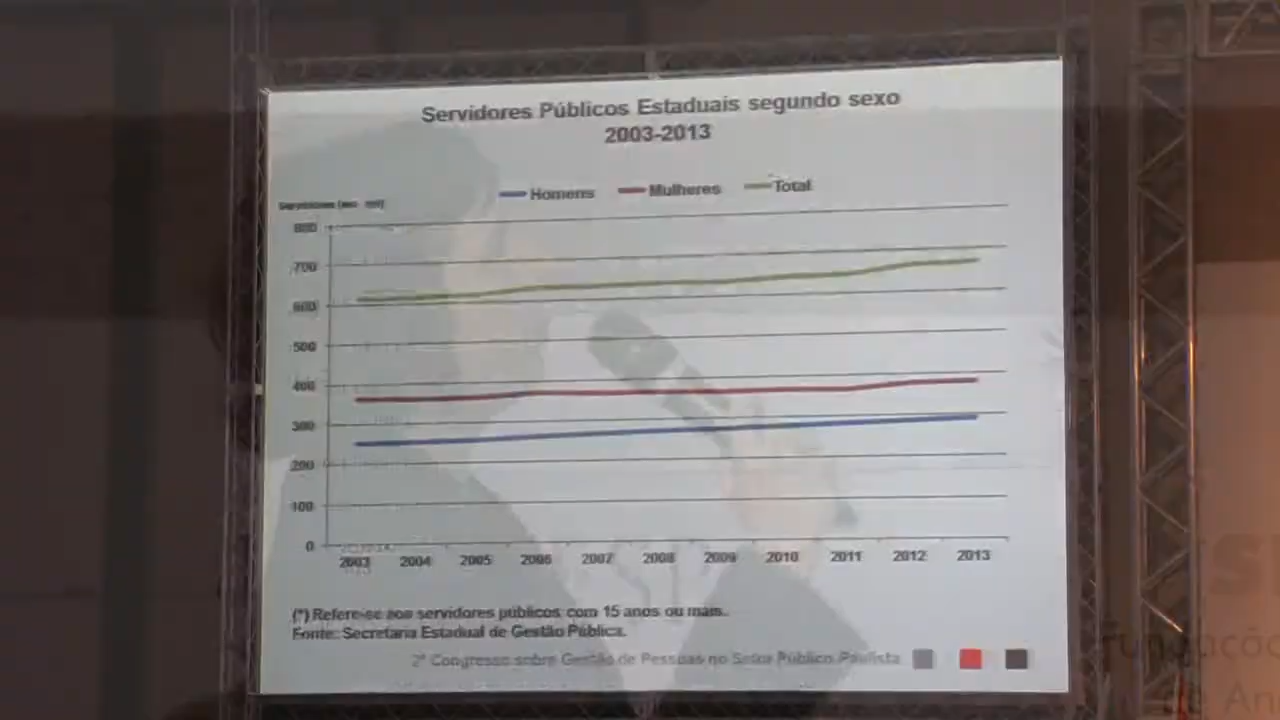 Servidores Públicos Estaduais segundo sexo
2003-2013
Homens Mulheres Total
800
700
600
500
400
300
200
100
0
2003 2004 2005 2006 2007 2008 2009 2010 2011 2012 2013
(*) Refere-se aos servidores públicos com 15 anos ou mais.
Fonte: Secretaria Estadual de Gestão Pública.
2º Congresso sobre Gestão de Pessoas no Setor Público Paulista
Fundação